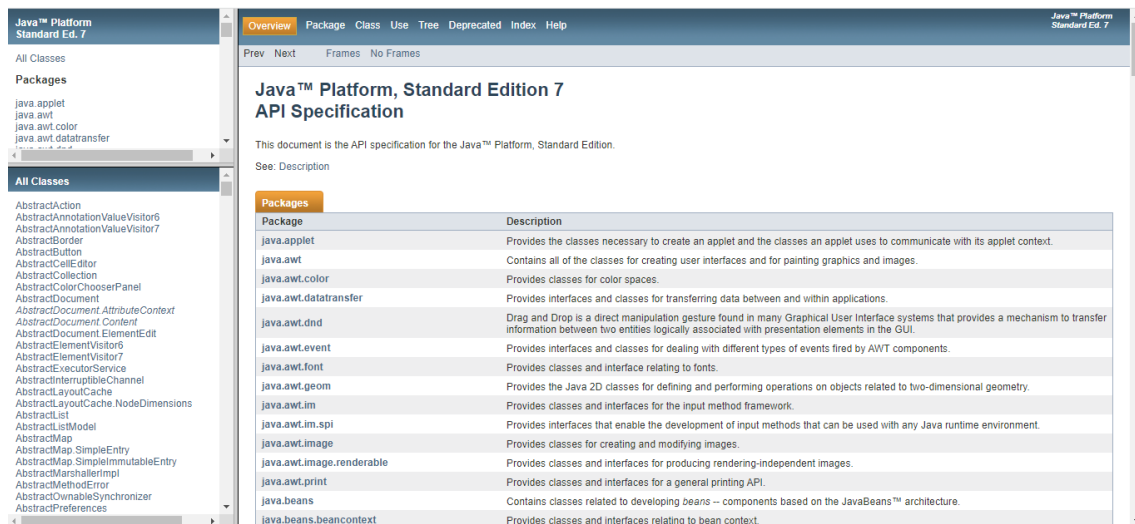 Java™ Platform
Standard Ed. 7
All Classes
Packages
java.applet
java.awt
java.awt.color
java.awt.datatransfer
java.awt.dnd
All Classes
AbstractAction
AbstractAnnotationValueVisitor6
AbstractAnnotationValueVisitor7
AbstractBorder
AbstractButton
AbstractCellEditor
AbstractCollection
AbstractColorChooserPanel
AbstractDocument
AbstractDocument.AttributeContext
AbstractDocument.Content
AbstractDocument.ElementEdit
AbstractElementVisitor6
AbstractElementVisitor7
AbstractExecutorService
AbstractInterruptibleChannel
AbstractLayoutCache
AbstractLayoutCache.NodeDimensions
AbstractList
AbstractListModel
AbstractMap
AbstractMap.SimpleEntry
AbstractMap.SimpleImmutableEntry
AbstractMarshallerImpl
AbstractMethodError
AbstractOwnableSynchronizer
AbstractPreferences
Overview Package Class Use Tree Deprecated Index Help
Java™ Platform
Standard Ed. 7
Prev Next Frames No Frames
Java™ Platform, Standard Edition 7
API Specification
This document is the API specification for the Java™ Platform, Standard Edition.
See: Description
Packages
Package Description
java.applet Provides the classes necessary to create an applet and the classes an applet uses to communicate with its applet context.
java.awt Contains all of the classes for creating user interfaces and for painting graphics and images.
java.awt.color Provides classes for color spaces.
java.awt.datatransfer Provides interfaces and classes for transferring data between and within applications.
java.awt.dnd Drag and Drop is a direct manipulation gesture found in many Graphical User Interface systems that provides a mechanism to transfer
information between two entities logically associated with presentation elements in the GUI.
java.awt.event Provides interfaces and classes for dealing with different types of events fired by AWT components.
java.awt.font Provides classes and interface relating to fonts.
java.awt.geom Provides the Java 2D classes for defining and performing operations on objects related to two-dimensional geometry.
java.awt.im Provides classes and interfaces for the input method framework.
java.awt.im.spi Provides interfaces that enable the development of input methods that can be used with any Java runtime environment.
java.awt.image Provides classes for creating and modifying images.
java.awt.image.renderable Provides classes and interfaces for producing rendering-independent images.
java.awt.print Provides classes and interfaces for a general printing API.
java.beans Contains classes related to developing beans -- components based on the JavaBeans™ architecture.
java.beans.beancontext Provides classes and interfaces relating to bean context.